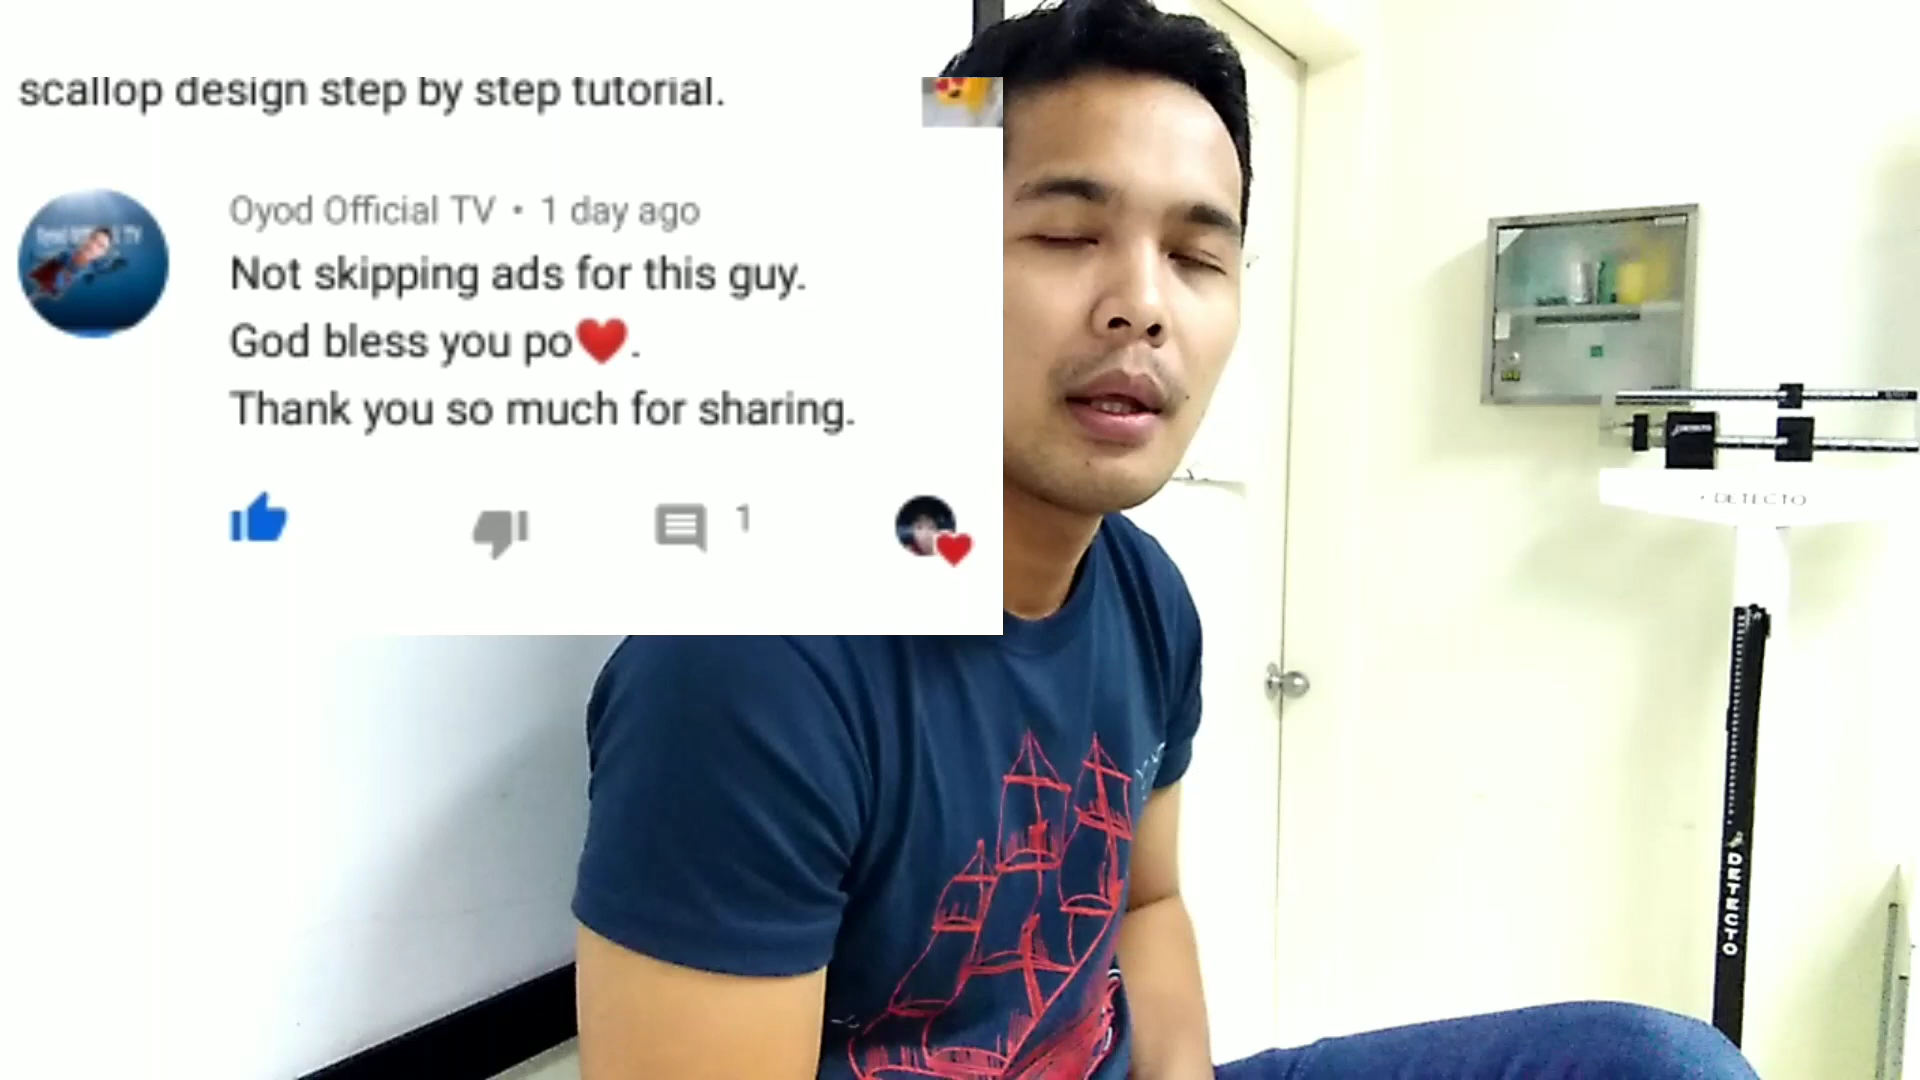 scallop design step by step tutorial.
Oyod Official TV • 1 day ago
Not skipping ads for this guy.
God bless you po❤️.
Thank you so much for sharing.
1
DETECTO
DETECTO